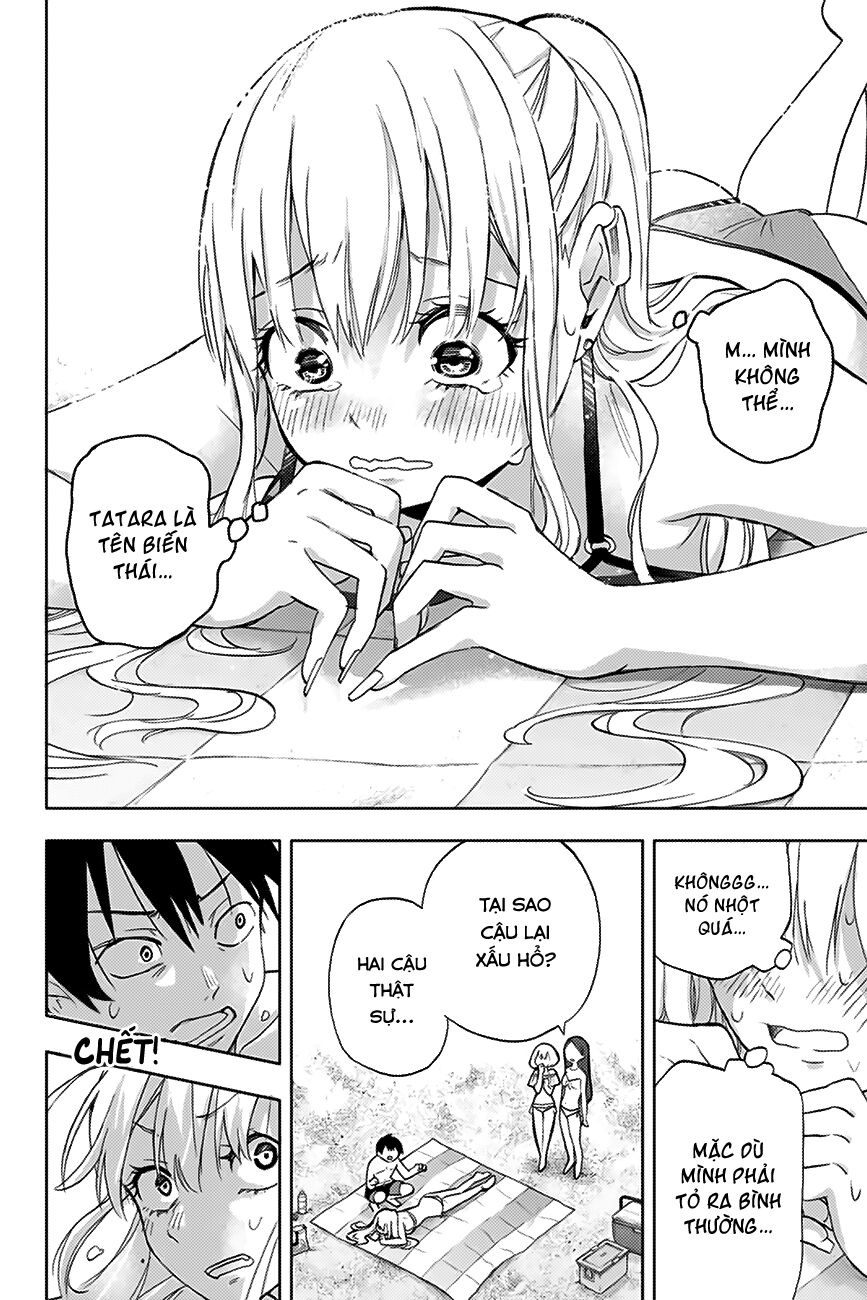 M... MÌNH
KHÔNG
THỂ...
TATARA LÀ
TÊN BIẾN
THÁI...
KHÔNGGG...
NÓ NHỘT
QUÁ...
MẶC DÙ
MÌNH PHẢI
TỎ RA BÌNH
THƯỜNG...
TẠI SAO
CẬU LẠI
XẤU HỔ?
HAI CẬU
THẬT
SỰ...
CHẾT!